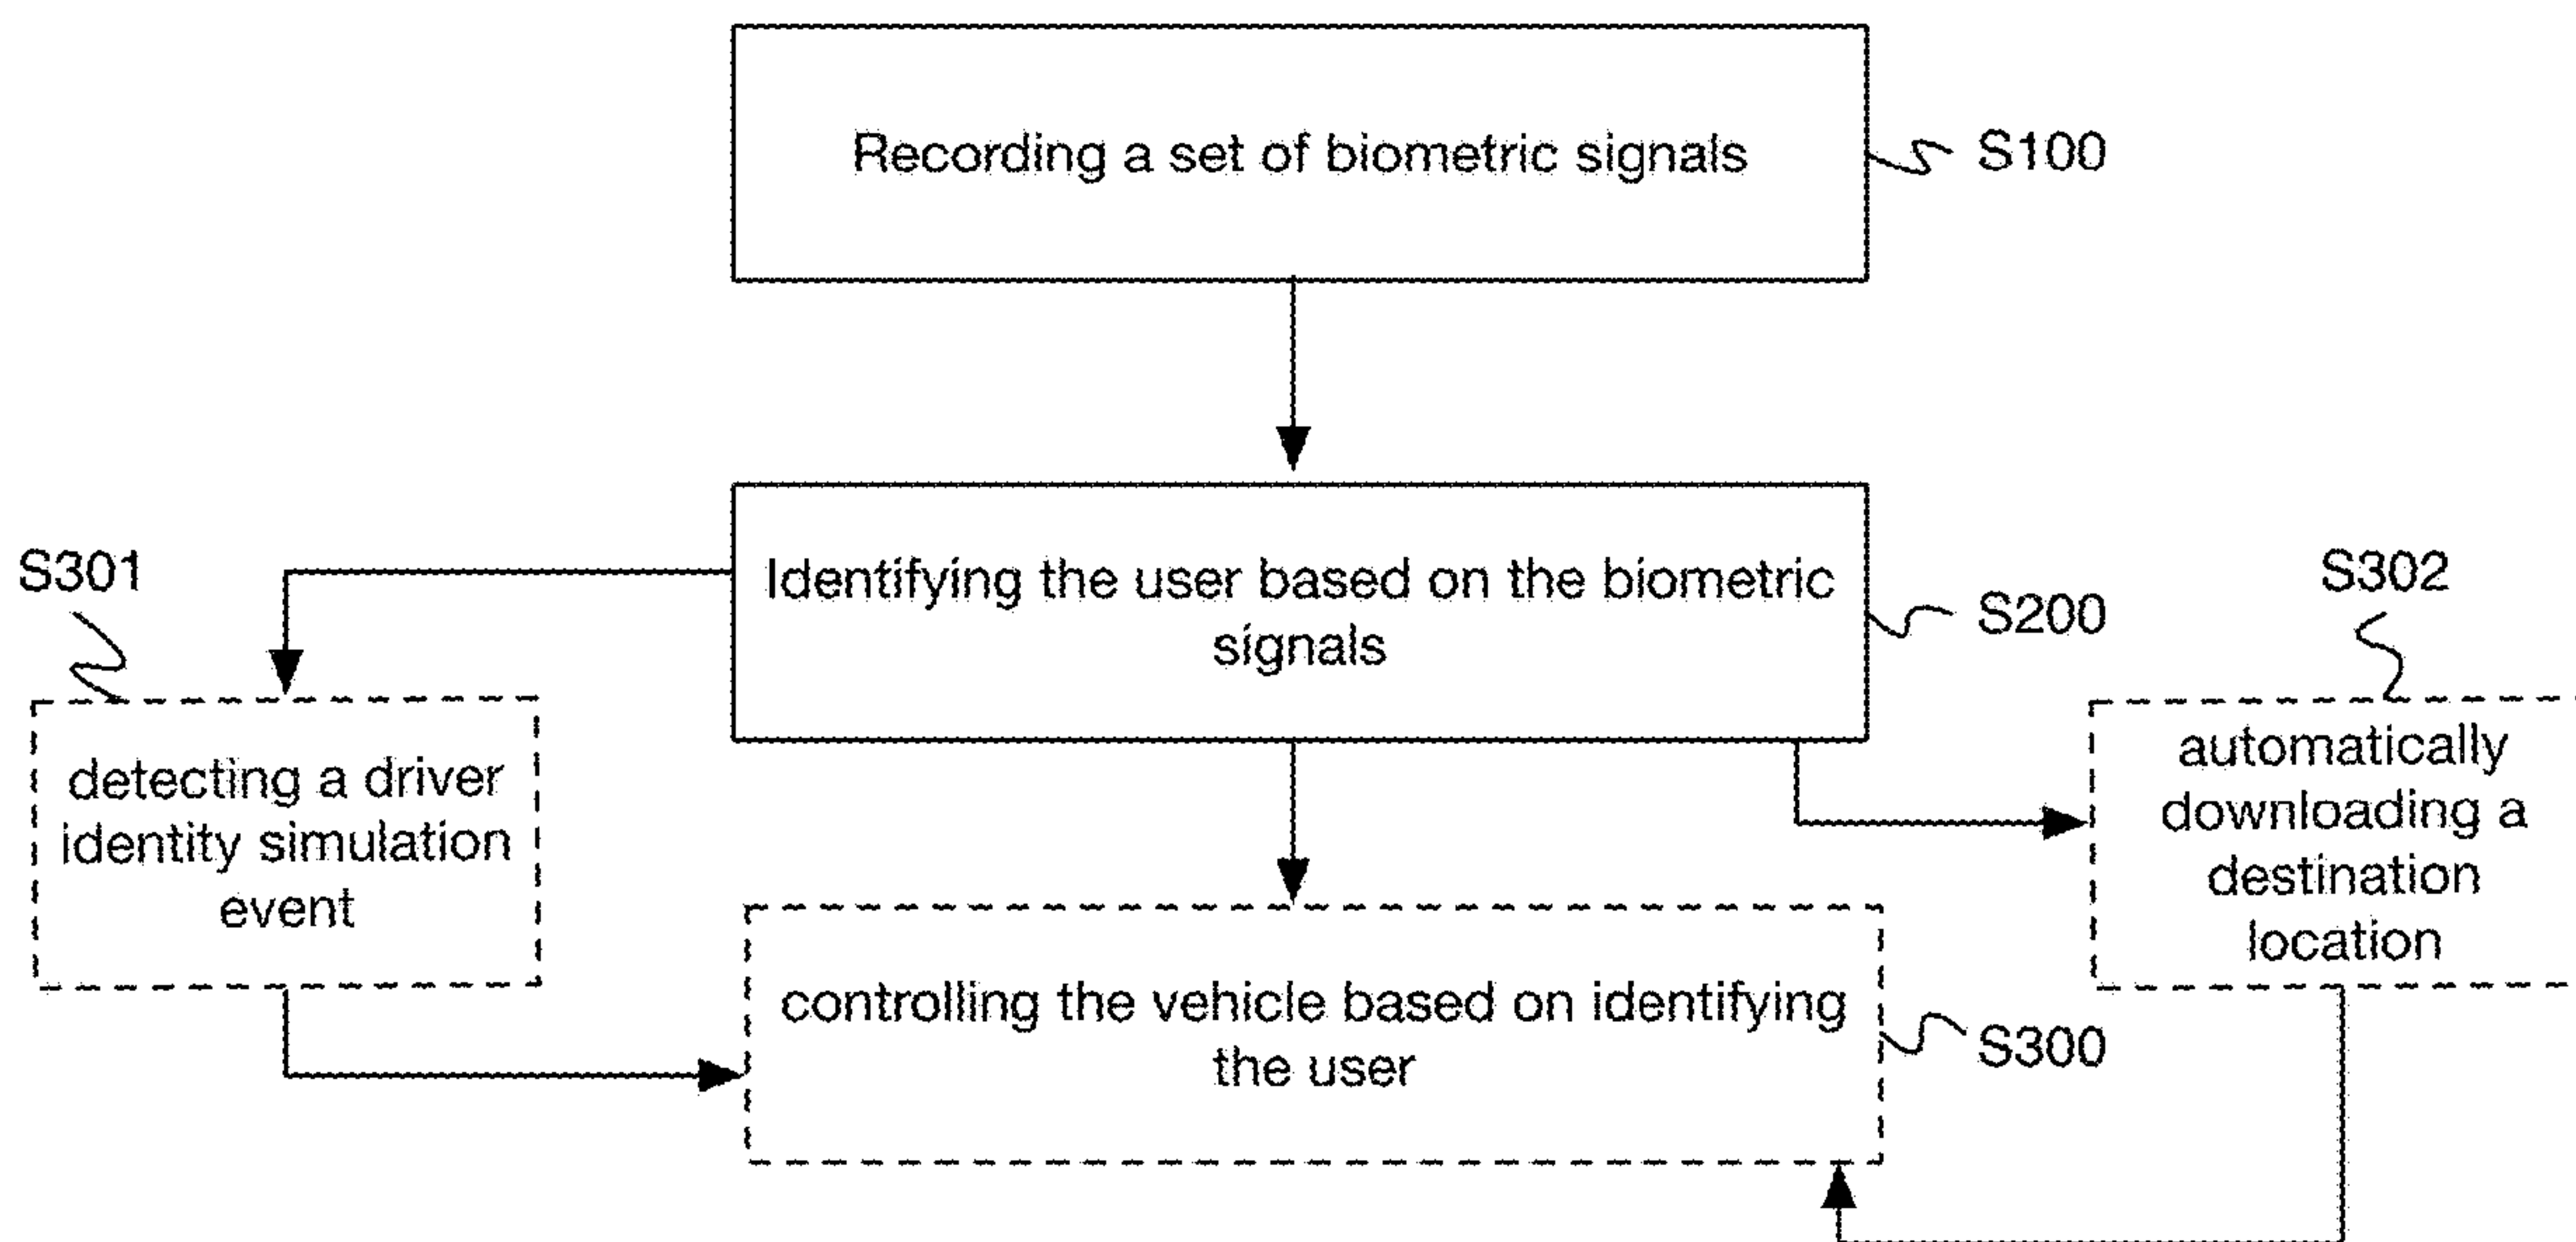 Recording a set of biometric signals
S100
S301
Identifying the user based on the biometric
signals
S200
S302
detecting a driver
identity simulation
event
automatically
downloading a
destination
location
controlling the vehicle based on identifying
the user
S300